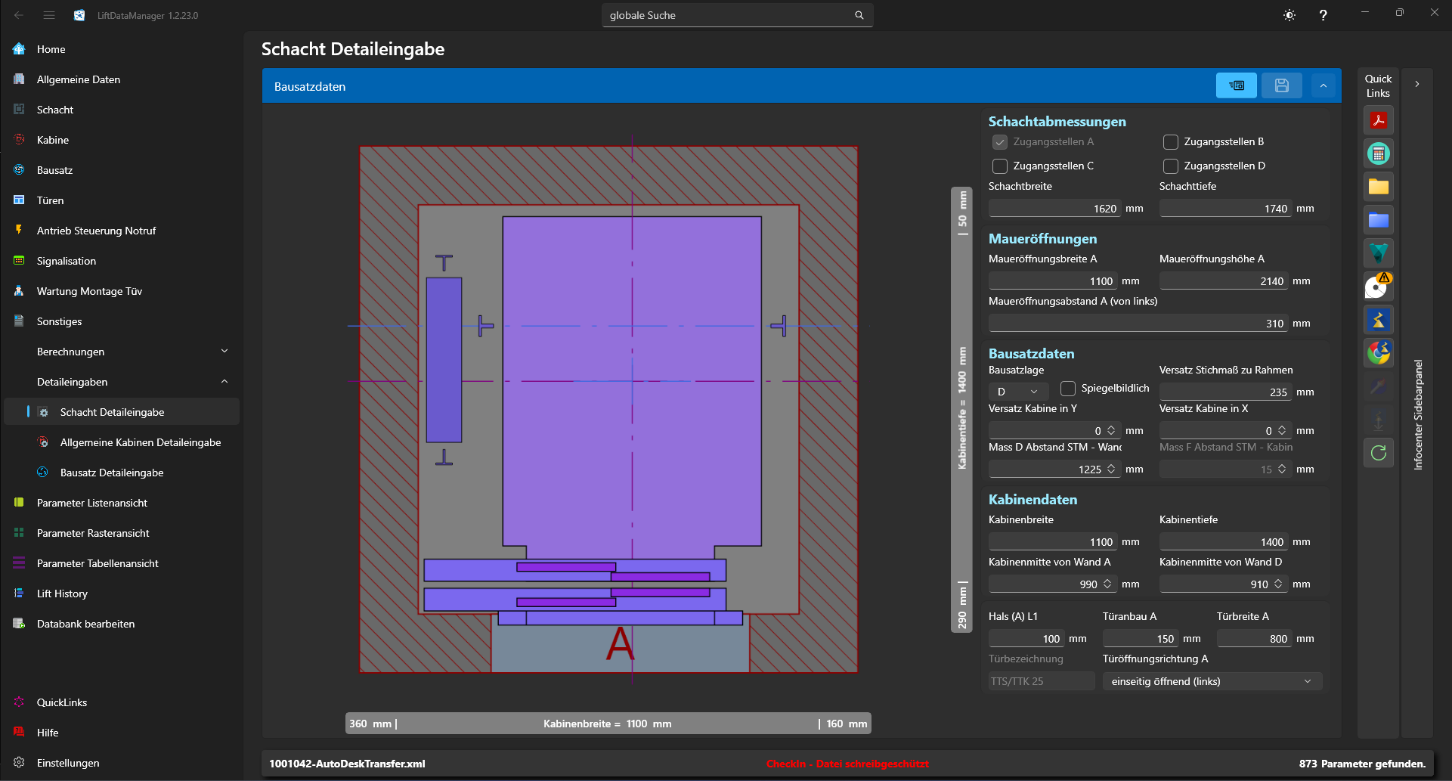 LiftDataManager 1.2.23.0
globale Suche
?
Home
Allgemeine Daten
Schacht
Kabine
Bausatz
Türen
Antrieb Steuerung Notruf
Signalisation
Wartung Montage Tüv
Sonstiges
Berechnungen
Detaileingaben
Schacht Detaileingabe
Allgemeine Kabinen Detaileingabe
Bausatz Detaileingabe
Parameter Listenansicht
Parameter Rasteransicht
Parameter Tabellenansicht
Lift History
Databank bearbeiten
QuickLinks
Hilfe
Einstellungen
Schacht Detaileingabe
Bausatzdaten
A
360 mm |
Kabinenbreite = 1100 mm
| 160 mm
| 50 mm
Kabinentiefe = 1400 mm
290 mm |
Schachtabmessungen
Zugangsstellen A
Zugangsstellen B
Zugangsstellen C
Zugangsstellen D
Schachtbreite
Schachttiefe
1620 mm
1740 mm
Maueröffnungen
Maueröffnungsbreite A
Maueröffnungshöhe A
1100 mm
2140 mm
Maueröffnungsabstand A (von links)
310 mm
Bausatzdaten
Bausatzlage
Versatz Stichmaß zu Rahmen
D
Spiegelbildlich
235 mm
Versatz Kabine in Y
Versatz Kabine in X
0 mm
0 mm
Mass D Abstand STM - Wand
Mass F Abstand STM - Kabin
1225 mm
15 mm
Kabinendaten
Kabinenbreite
Kabinentiefe
1100 mm
1400 mm
Kabinenmitte von Wand A
Kabinenmitte von Wand D
990 mm
910 mm
Hals (A) L1
Türanbau A
Türbreite A
100 mm
150 mm
800 mm
Türbezeichnung
Türöffnungsrichtung A
TTS/TTK 25
einseitig öffnend (links)
Quick
Links
Infocenter Sidebarpanel
1001042-AutoDeskTransfer.xml
CheckIn - Datei schreibgeschützt
873 Parameter gefunden.